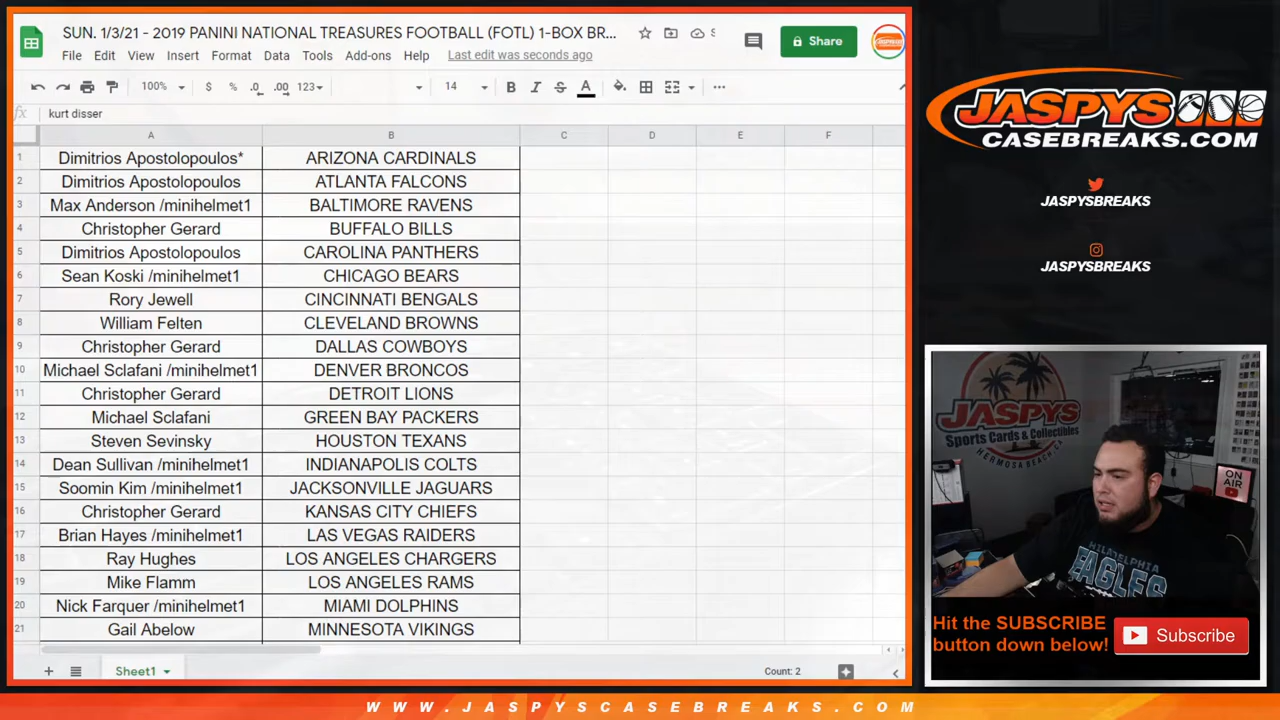 SUN. 1/3/21 - 2019 PANINI NATIONAL TREASURES FOOTBALL (FOTL) 1-BOX BR...
S
Share
File Edit View Insert Format Data Tools Add-ons Help Last edit was seconds ago
100% $ % .0 .00 123 14 B I S A
fx kurt disser
A B C D E F
1 Dimitrios Apostolopoulos* ARIZONA CARDINALS
2 Dimitrios Apostolopoulos ATLANTA FALCONS
3 Max Anderson /minihelmet1 BALTIMORE RAVENS
4 Christopher Gerard BUFFALO BILLS
5 Dimitrios Apostolopoulos CAROLINA PANTHERS
6 Sean Koski /minihelmet1 CHICAGO BEARS
7 Rory Jewell CINCINNATI BENGALS
8 William Felten CLEVELAND BROWNS
9 Christopher Gerard DALLAS COWBOYS
10 Michael Sclafani /minihelmet1 DENVER BRONCOS
11 Christopher Gerard DETROIT LIONS
12 Michael Sclafani GREEN BAY PACKERS
13 Steven Sevinsky HOUSTON TEXANS
14 Dean Sullivan /minihelmet1 INDIANAPOLIS COLTS
15 Soomin Kim /minihelmet1 JACKSONVILLE JAGUARS
16 Christopher Gerard KANSAS CITY CHIEFS
17 Brian Hayes /minihelmet1 LAS VEGAS RAIDERS
18 Ray Hughes LOS ANGELES CHARGERS
19 Mike Flamm LOS ANGELES RAMS
20 Nick Farquer /minihelmet1 MIAMI DOLPHINS
21 Gail Abelow MINNESOTA VIKINGS
Sheet1
Count: 2
JASPYS
CASEBREAKS.COM
JASPYSBREAKS
JASPYSBREAKS
JASPYS
Sports Cards & Collectibles
HERMOSA BEACH, CA
ON
AIR
PHILADELPHIA
EAGLES
Hit the SUBSCRIBE
button down below!
Subscribe
WWW.JASPYSCASEBREAKS.COM